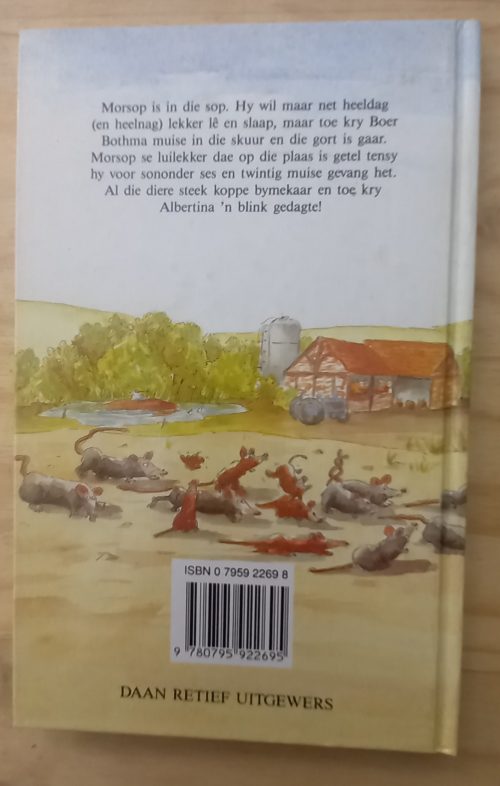 Morsop is in die sop. Hy wil maar net heeldag
(en heelnag) lekker lê en slaap, maar toe kry Boer
Bothma muise in die skuur en die gort is gaar.
Morsop se luilekker dae op die plaas is getel tensy
hy voor sononder ses en twintig muise gevang het.
Al die diere steek koppe bymekaar en toe kry
Albertina 'n blink gedagte!
ISBN 0 7959 2269 8
9 780795 922695
DAAN RETIEF UITGEWERS